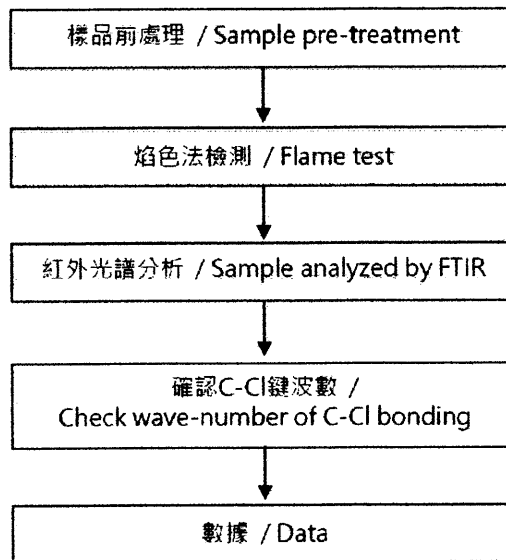 樣品前處理 / Sample pre-treatment
焰色法檢測 / Flame test
紅外光譜分析 / Sample analyzed by FTIR
確認C-Cl鍵波數 /
Check wave-number of C-Cl bonding
數據 / Data